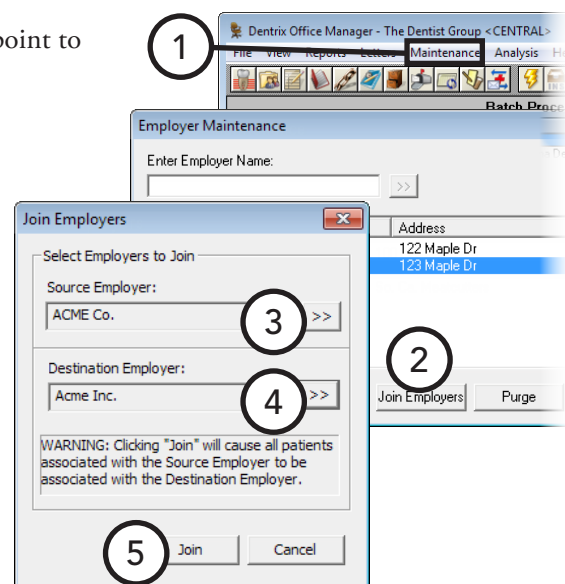 point to
1
Dentrix Office Manager - The Dentist Group <CENTRAL>
File View Reports Letters Maintenance Analysis
Batch Proce
Employer Maintenance
Enter Employer Name:
>>
Address
122 Maple Dr
123 Maple Dr
2
Join Employers Purge
Join Employers
Select Employers to Join
Source Employer:
ACME Co. 3 >>
Destination Employer:
Acme Inc. 4 >>
WARNING: Clicking "Join" will cause all patients
associated with the Source Employer to be
associated with the Destination Employer.
5 Join Cancel